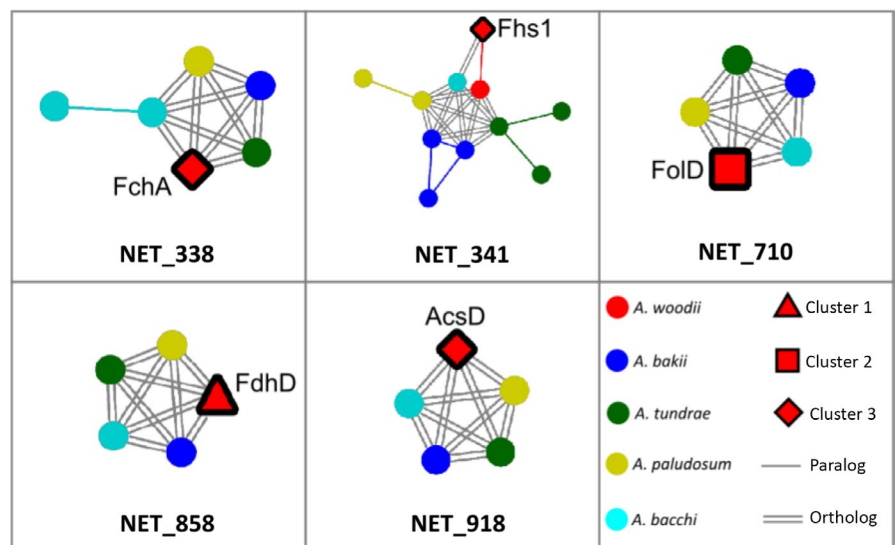 FchA
NET_338
Fhs1
NET_341
FolD
NET_710
FdhD
NET_858
AcsD
NET_918
A. woodii
Cluster 1
A. bakii
Cluster 2
A. tundrae
Cluster 3
A. paludosum
Paralog
A. bacchi
Ortholog